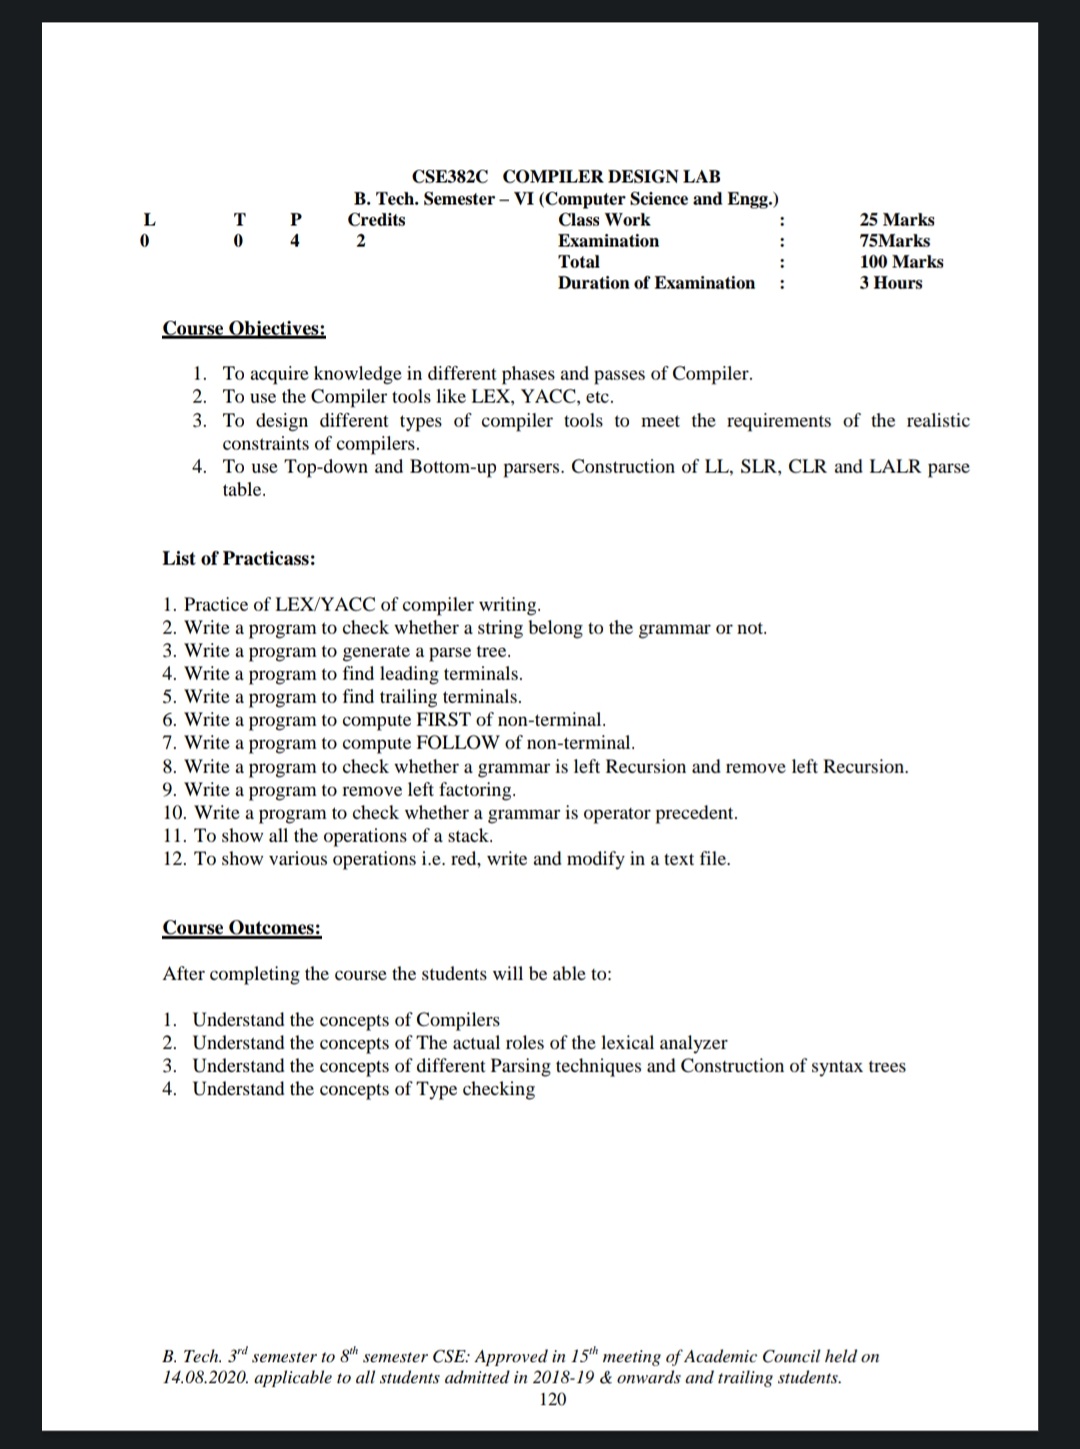 CSE382C COMPILER DESIGN LAB
B. Tech. Semester – VI (Computer Science and Engg.)
L T P Credits Class Work : 25 Marks
0 0 4 2 Examination : 75Marks
Total : 100 Marks
Duration of Examination : 3 Hours
Course Objectives:
1. To acquire knowledge in different phases and passes of Compiler.
2. To use the Compiler tools like LEX, YACC, etc.
3. To design different types of compiler tools to meet the requirements of the realistic
constraints of compilers.
4. To use Top-down and Bottom-up parsers. Construction of LL, SLR, CLR and LALR parse
table.
List of Practicass:
1. Practice of LEX/YACC of compiler writing.
2. Write a program to check whether a string belong to the grammar or not.
3. Write a program to generate a parse tree.
4. Write a program to find leading terminals.
5. Write a program to find trailing terminals.
6. Write a program to compute FIRST of non-terminal.
7. Write a program to compute FOLLOW of non-terminal.
8. Write a program to check whether a grammar is left Recursion and remove left Recursion.
9. Write a program to remove left factoring.
10. Write a program to check whether a grammar is operator precedent.
11. To show all the operations of a stack.
12. To show various operations i.e. red, write and modify in a text file.
Course Outcomes:
After completing the course the students will be able to:
1. Understand the concepts of Compilers
2. Understand the concepts of The actual roles of the lexical analyzer
3. Understand the concepts of different Parsing techniques and Construction of syntax trees
4. Understand the concepts of Type checking
B. Tech. 3rd semester to 8th semester CSE: Approved in 15th meeting of Academic Council held on
14.08.2020. applicable to all students admitted in 2018-19 & onwards and trailing students.
120